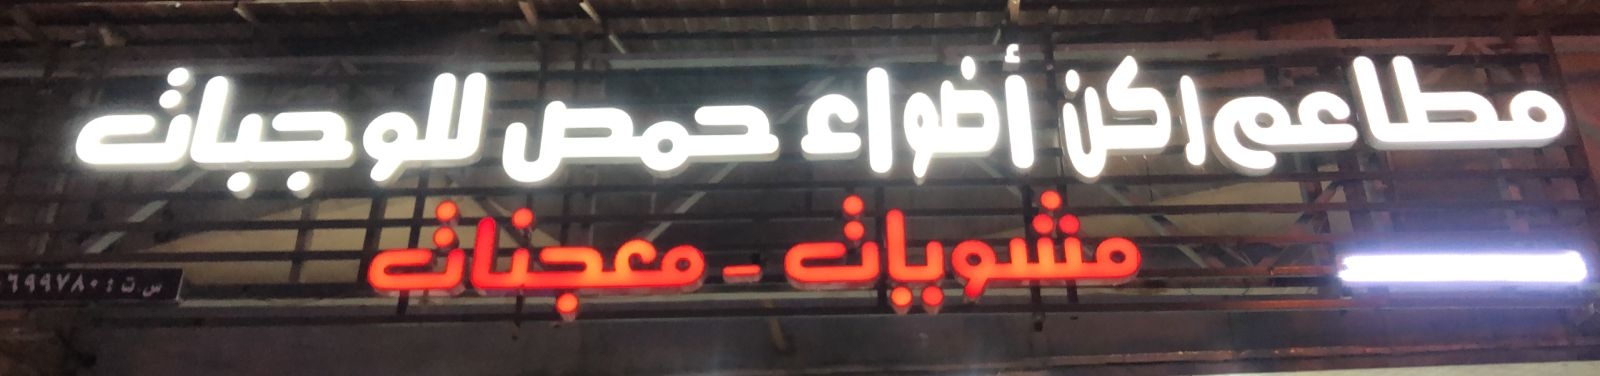 مطاعم ركن أضواء حمص للوجبات
مشويات - معجنات
س.ت: